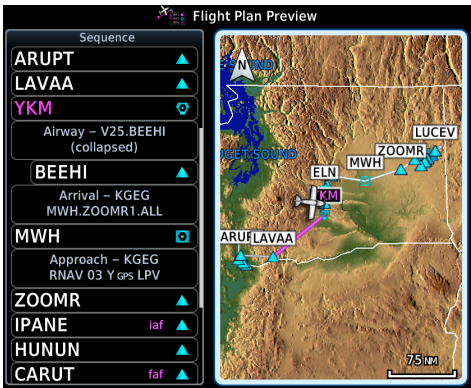 Flight Plan Preview
Sequence
ARUPT
LAVAA
YKM
Airway – V25.BEEHI
(collapsed)
BEEHI
Arrival – KGEG
MWH.ZOOMR1.ALL
MWH
Approach – KGEG
RNAV 03 Y GPS LPV
ZOOMR
IPANE iaf
HUNUN
CARUT faf
N
SOUND
GET SOUND
LUCEV
ZOOMR
MWH
ELN
KM
ARUP
LAVAA
75NM